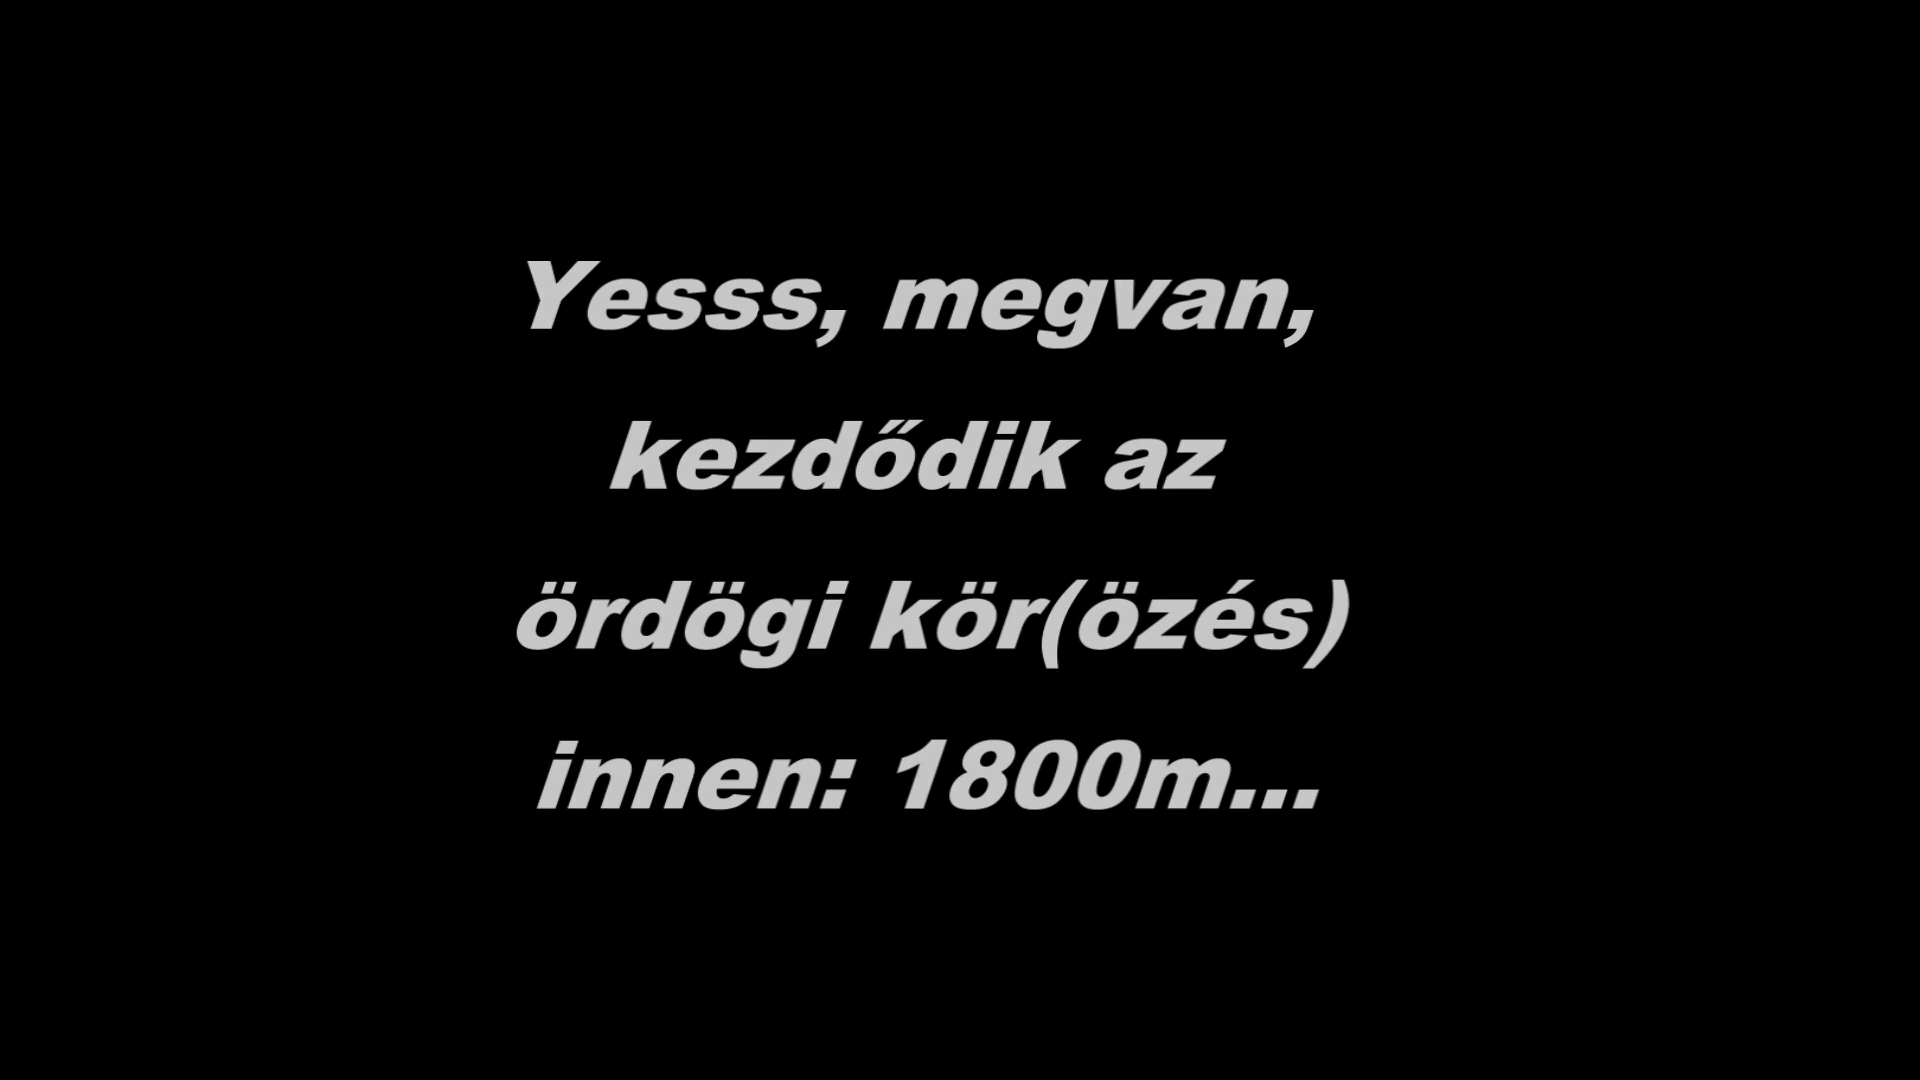 Yesss, megvan,
kezdődik az
ördögi kör(özés)
innen: 1800m...